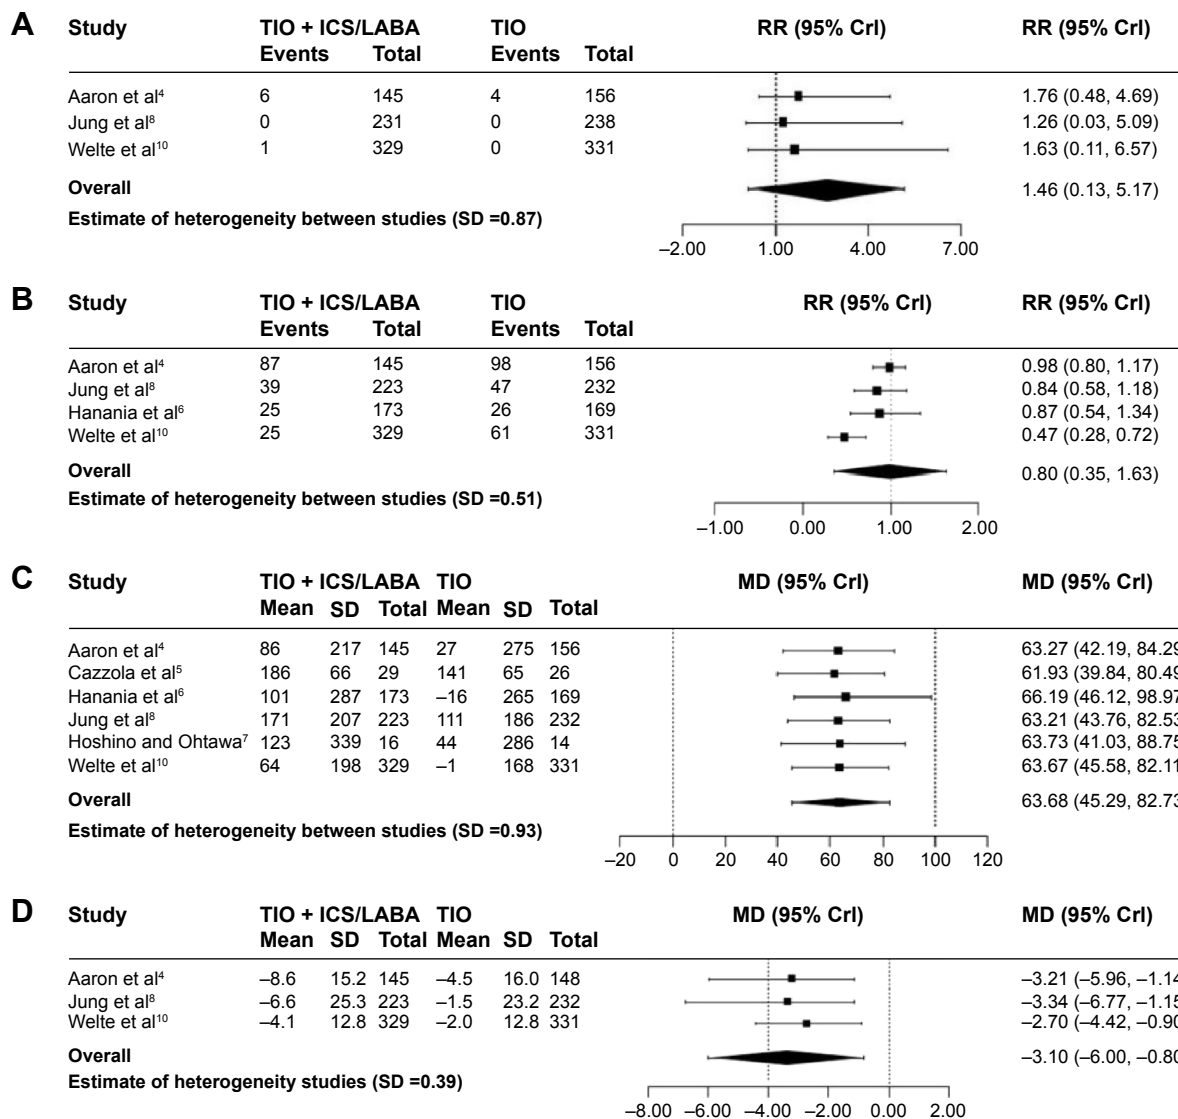 A Study TIO + ICS/LABA TIO RR (95% CrI) RR (95% CrI)
Events Total Events Total
Aaron et al⁴ 6 145 4 156 1.76 (0.48, 4.69)
Jung et al⁸ 0 231 0 238 1.26 (0.03, 5.09)
Welte et al¹⁰ 1 329 0 331 1.63 (0.11, 6.57)
Overall 1.46 (0.13, 5.17)
Estimate of heterogeneity between studies (SD =0.87)
–2.00 1.00 4.00 7.00
B Study TIO + ICS/LABA TIO RR (95% CrI) RR (95% CrI)
Events Total Events Total
Aaron et al⁴ 87 145 98 156 0.98 (0.80, 1.17)
Jung et al⁸ 39 223 47 232 0.84 (0.58, 1.18)
Hanania et al⁶ 25 173 26 169 0.87 (0.54, 1.34)
Welte et al¹⁰ 25 329 61 331 0.47 (0.28, 0.72)
Overall 0.80 (0.35, 1.63)
Estimate of heterogeneity between studies (SD =0.51)
–1.00 0.00 1.00 2.00
C Study TIO + ICS/LABA TIO MD (95% CrI) MD (95% CrI)
Mean SD Total Mean SD Total
Aaron et al⁴ 86 217 145 27 275 156 63.27 (42.19, 84.29
Cazzola et al⁵ 186 66 29 141 65 26 61.93 (39.84, 80.49
Hanania et al⁶ 101 287 173 –16 265 169 66.19 (46.12, 98.97
Jung et al⁸ 171 207 223 111 186 232 63.21 (43.76, 82.53
Hoshino and Ohtawa⁷ 123 339 16 44 286 14 63.73 (41.03, 88.75
Welte et al¹⁰ 64 198 329 –1 168 331 63.67 (45.58, 82.11
Overall 63.68 (45.29, 82.73
Estimate of heterogeneity between studies (SD =0.93)
–20 0 20 40 60 80 100 120
D Study TIO + ICS/LABA TIO MD (95% CrI) MD (95% CrI)
Mean SD Total Mean SD Total
Aaron et al⁴ –8.6 15.2 145 –4.5 16.0 148 –3.21 (–5.96, –1.14
Jung et al⁸ –6.6 25.3 223 –1.5 23.2 232 –3.34 (–6.77, –1.15
Welte et al¹⁰ –4.1 12.8 329 –2.0 12.8 331 –2.70 (–4.42, –0.90
Overall –3.10 (–6.00, –0.80
Estimate of heterogeneity studies (SD =0.39)
–8.00 –6.00 –4.00 –2.00 0.00 2.00